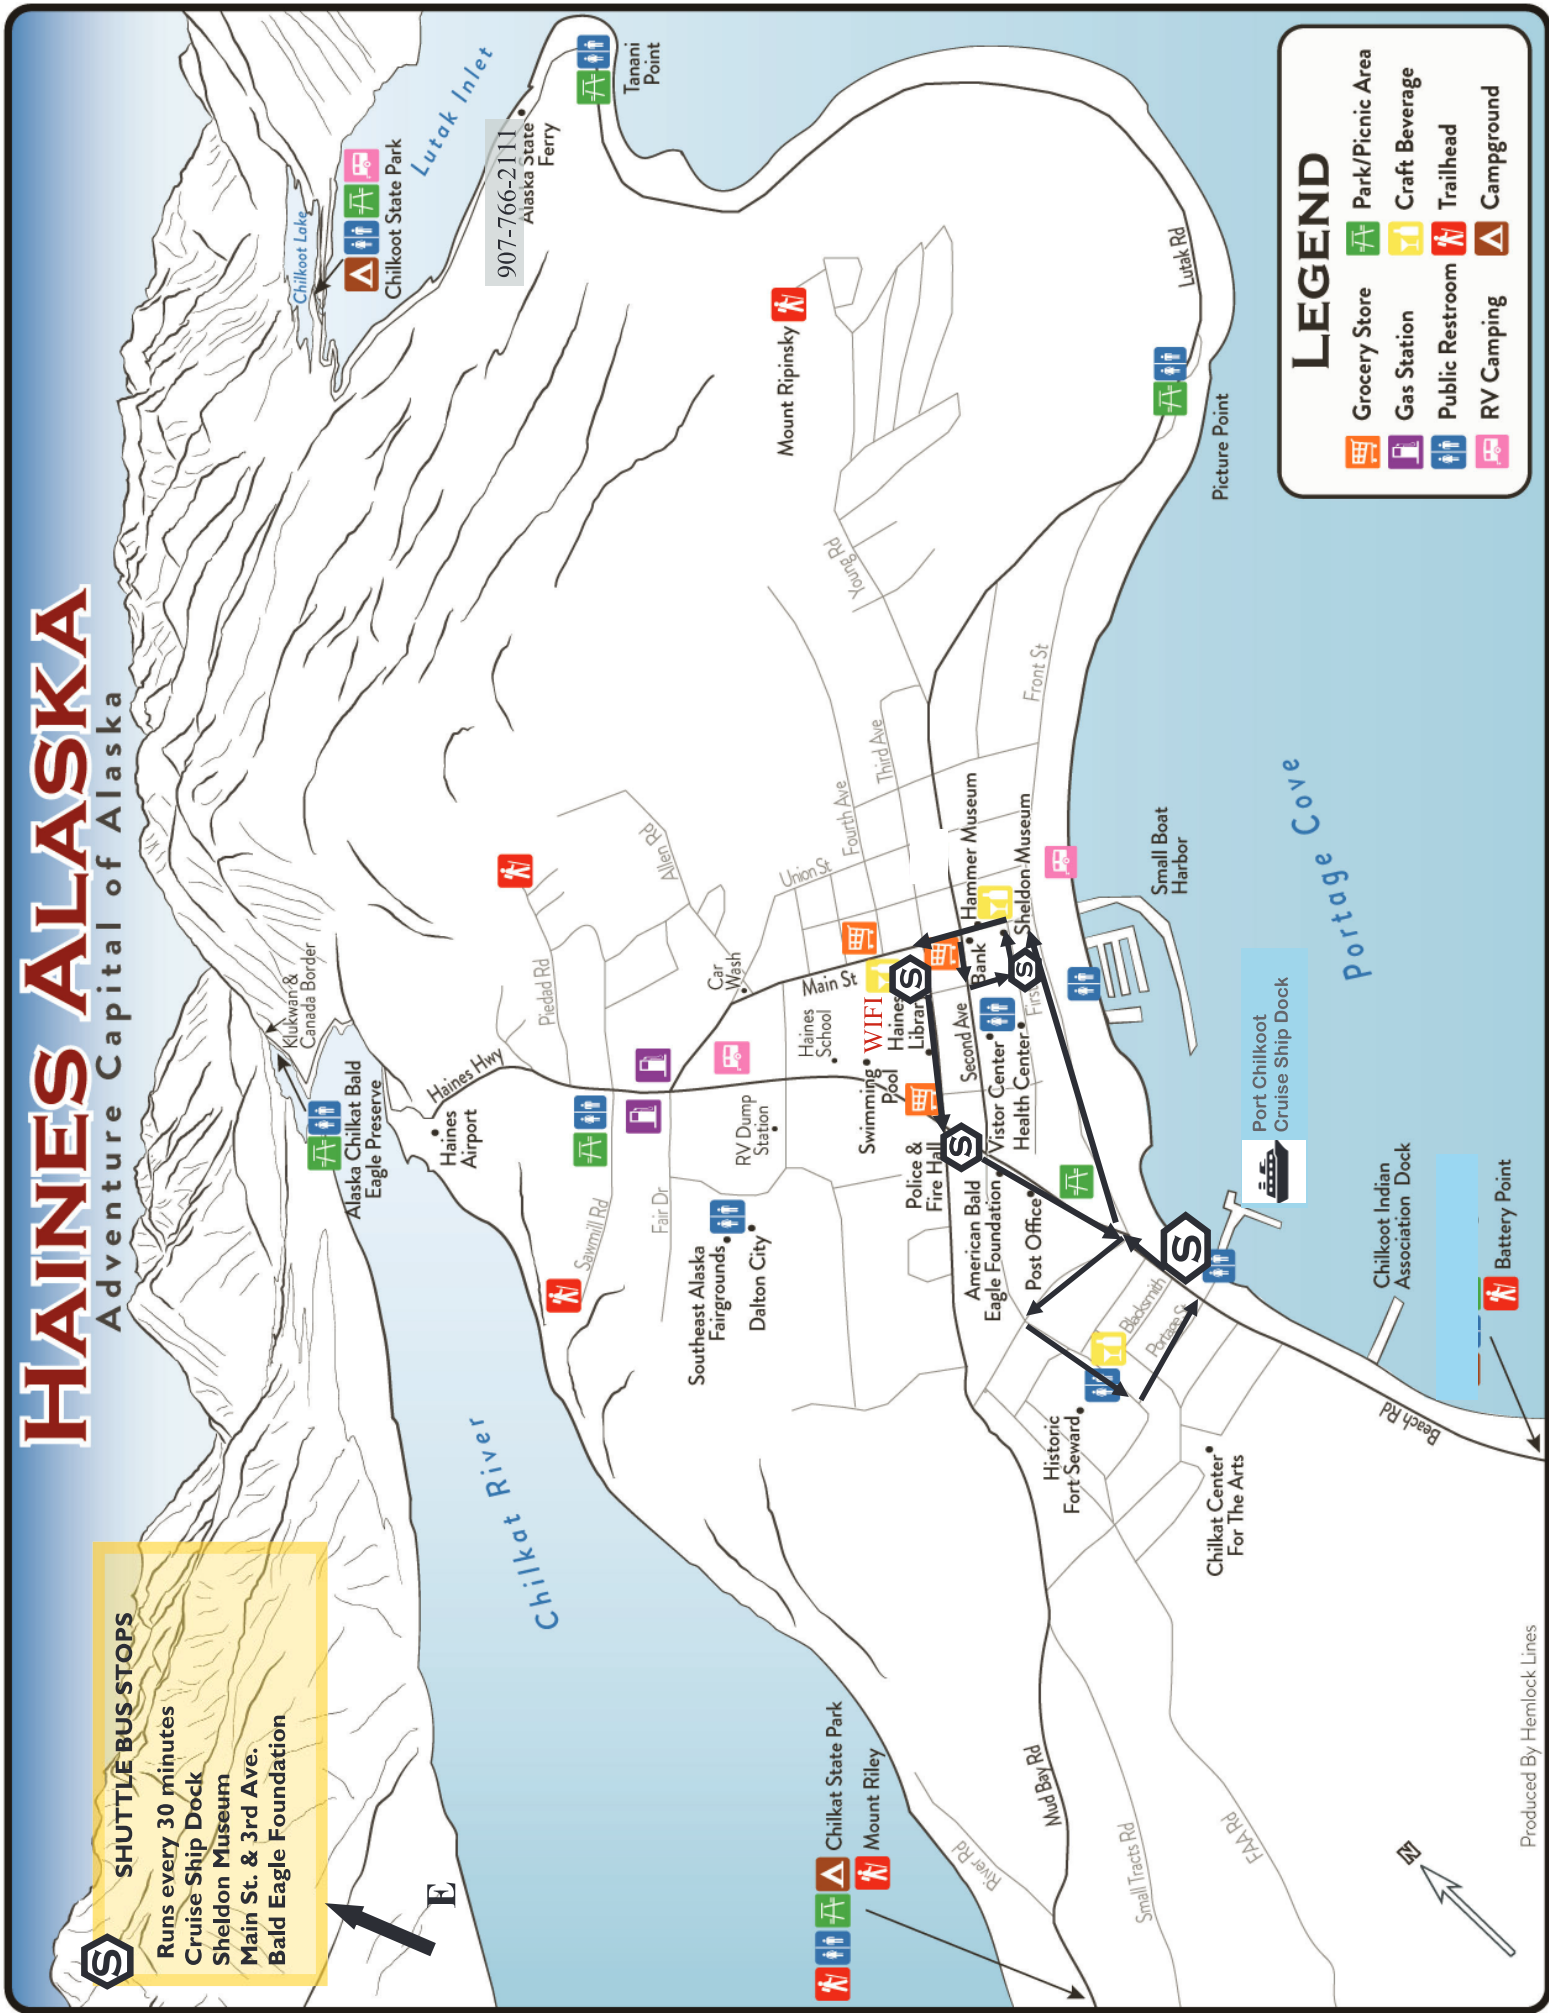 HAINES ALASKA
Adventure Capital of Alaska
S
SHUTTLE BUS STOPS
Runs every 30 minutes
Cruise Ship Dock
Sheldon Museum
Main St. & 3rd Ave.
Bald Eagle Foundation
E
Chilkat River
Klukwan &
Canada Border
Alaska Chilkat Bald
Eagle Preserve
Haines
Airport
Haines Hwy
Chilkoot Lake
Chilkoot State Park
Lutak Inlet
907-766-2111
Alaska State
Ferry
Tanani
Point
Mount Ripinsky
Lutak Rd
Picture Point
Young Rd
Front St
Third Ave
Fourth Ave
Union St
Allen Rd
Piedad Rd
Car
Wash
Main St
Haines
School
WIFI
Haines
Library
S
Swimming
Pool
RV Dump
Station
Fair Dr
Sawmill Rd
Southeast Alaska
Fairgrounds
Dalton City
Police &
Fire Hall
S
American Bald
Eagle Foundation
Post Office
Second Ave
Vistor Center
Health Center
Bank
Hammer Museum
Sheldon Museum
S
Firs
Small Boat
Harbor
Portage Cove
Port Chilkoot
Cruise Ship Dock
S
Blacksmith
Portage St
Historic
Fort Seward
Chilkat Center
For The Arts
Chilkoot Indian
Association Dock
Battery Point
Beach Rd
Chilkat State Park
Mount Riley
River Rd
Mud Bay Rd
Small Tracts Rd
FAA Rd
N
Produced By Hemlock Lines
LEGEND
Grocery Store
Gas Station
Public Restroom
RV Camping
Park/Picnic Area
Craft Beverage
Trailhead
Campground